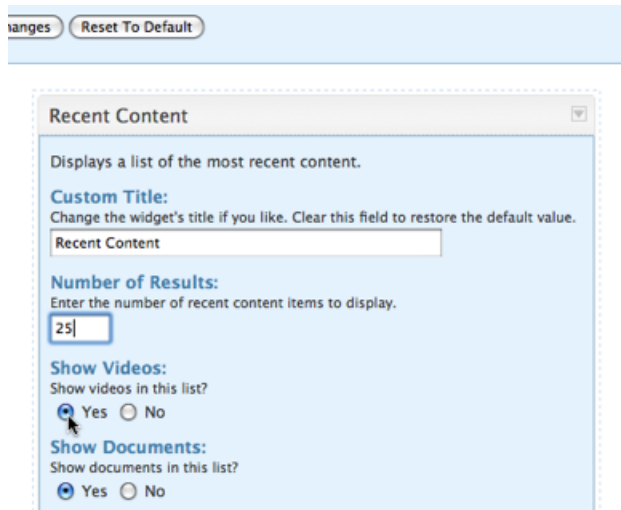 Reset To Default
Recent Content
Displays a list of the most recent content.
Custom Title:
Change the widget's title if you like. Clear this field to restore the default value.
Recent Content
Number of Results:
Enter the number of recent content items to display.
25
Show Videos:
Show videos in this list?
Yes No
Show Documents:
Show documents in this list?
Yes No